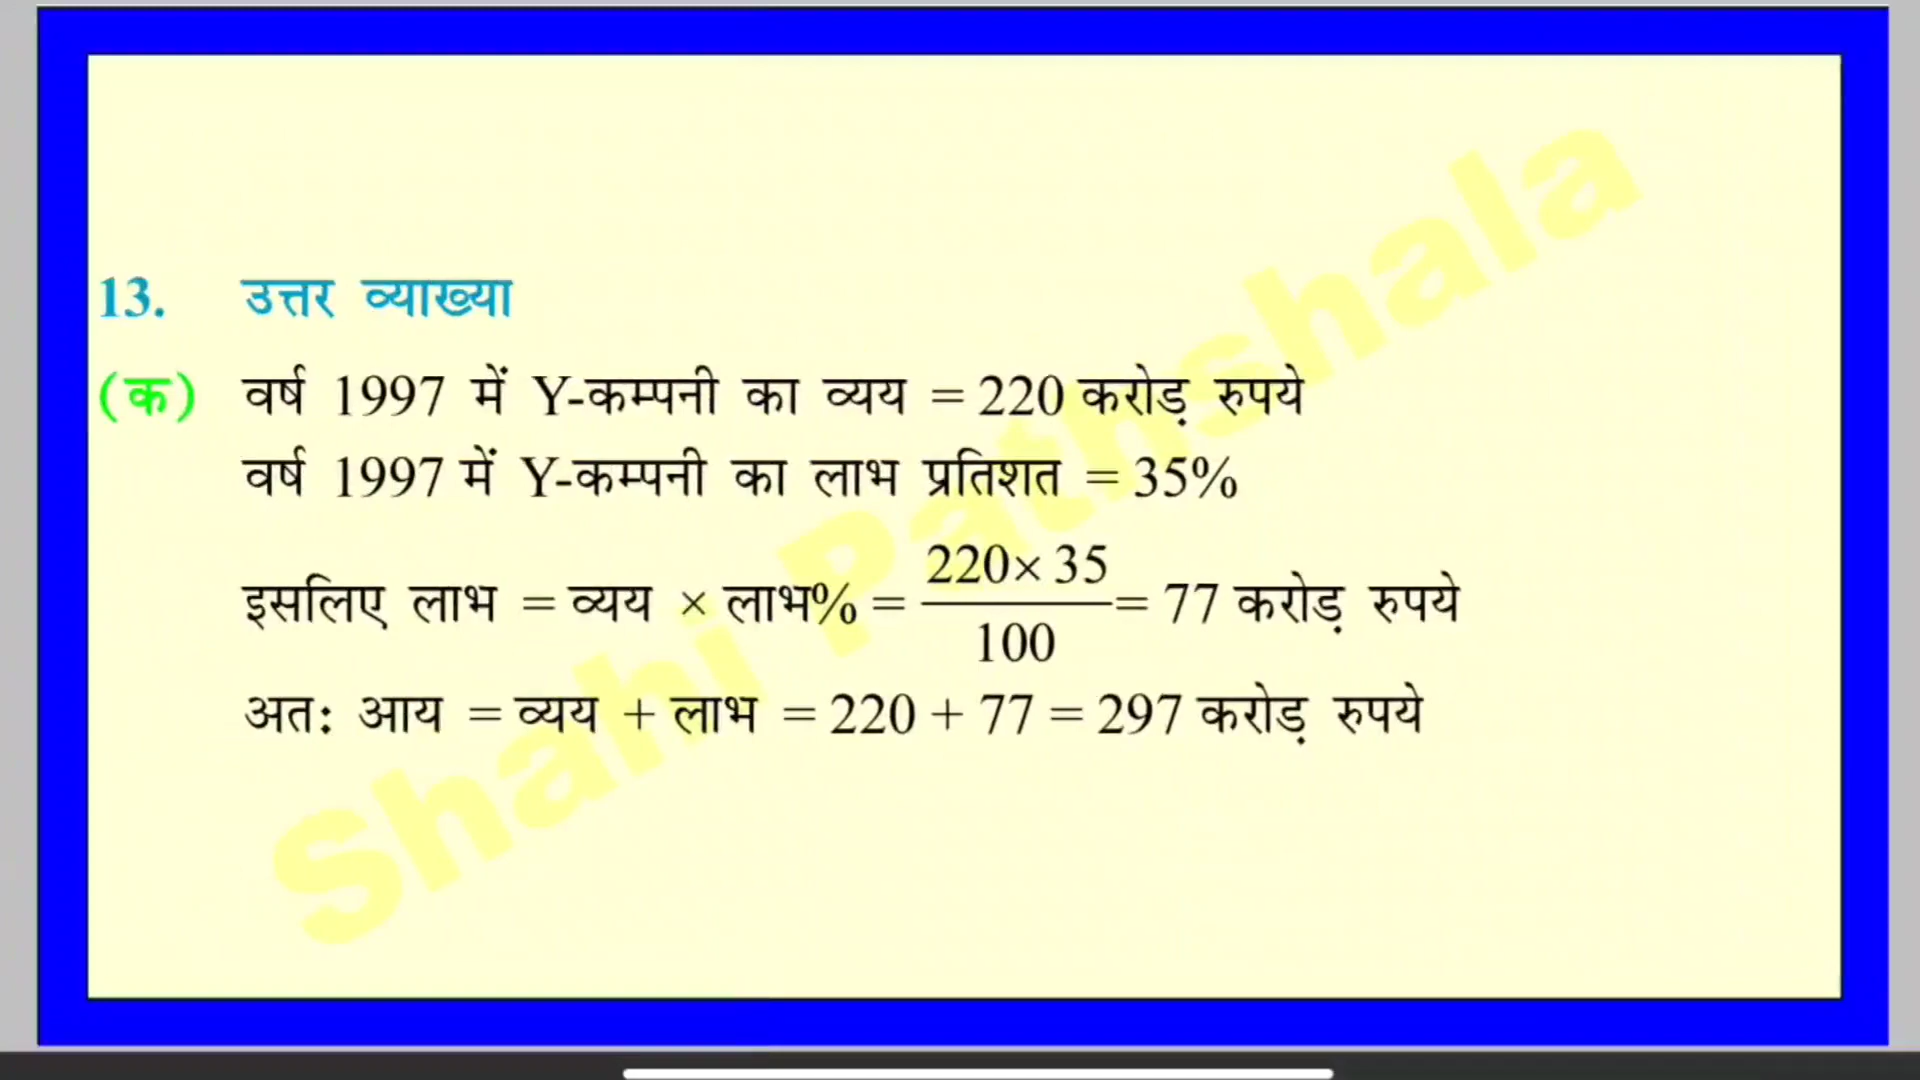 13. उत्तर व्याख्या
(क) वर्ष 1997 में Y-कम्पनी का व्यय = 220 करोड़ रुपये
वर्ष 1997 में Y-कम्पनी का लाभ प्रतिशत = 35%
इसलिए लाभ = व्यय × लाभ% = 220 × 35 / 100 = 77 करोड़ रुपये
अतः आय = व्यय + लाभ = 220 + 77 = 297 करोड़ रुपये
Shahi Pathshala